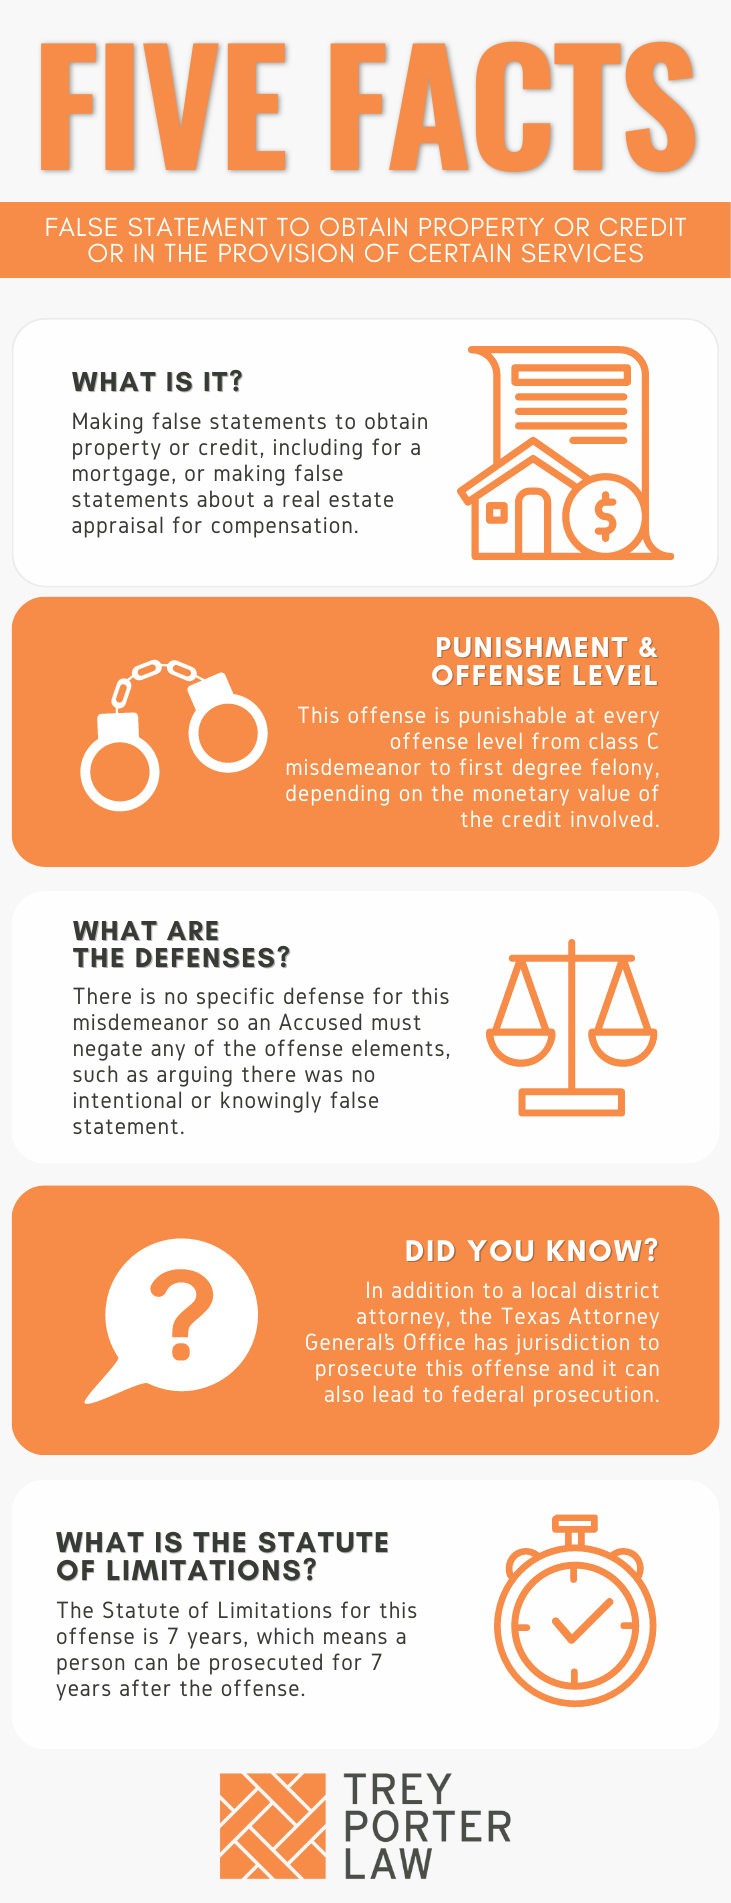 FIVE FACTS
FALSE STATEMENT TO OBTAIN PROPERTY OR CREDIT
OR IN THE PROVISION OF CERTAIN SERVICES
WHAT IS IT?
Making false statements to obtain
property or credit, including for a
mortgage, or making false
statements about a real estate
appraisal for compensation.
$
PUNISHMENT &
OFFENSE LEVEL
This offense is punishable at every
offense level from class C
misdemeanor to first degree felony,
depending on the monetary value of
the credit involved.
WHAT ARE
THE DEFENSES?
There is no specific defense for this
misdemeanor so an Accused must
negate any of the offense elements,
such as arguing there was no
intentional or knowingly false
statement.
?
DID YOU KNOW?
In addition to a local district
attorney, the Texas Attorney
General's Office has jurisdiction to
prosecute this offense and it can
also lead to federal prosecution.
WHAT IS THE STATUTE
OF LIMITATIONS?
The Statute of Limitations for this
offense is 7 years, which means a
person can be prosecuted for 7
years after the offense.
TREY
PORTER
LAW